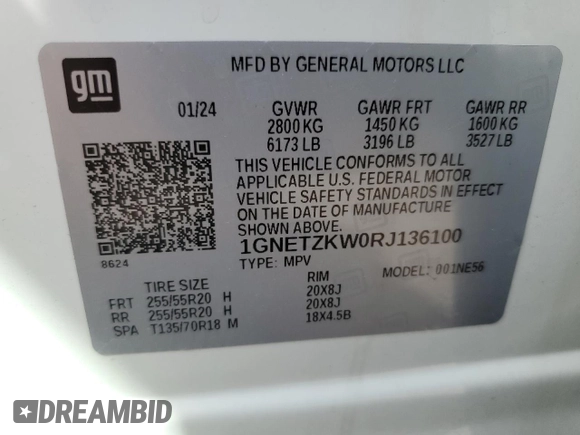 gm
MFD BY GENERAL MOTORS LLC
01/24 GVWR GAWR FRT GAWR RR
2800 KG 1450 KG 1600 KG
6173 LB 3196 LB 3527 LB
THIS VEHICLE CONFORMS TO ALL
APPLICABLE U.S. FEDERAL MOTOR
VEHICLE SAFETY STANDARDS IN EFFECT
ON THE DATE OF MANUFACTURE
SHOWN ABOVE.
1GNETZKW0RJ136100
8624
TYPE: MPV MODEL: 001NE56
TIRE SIZE RIM
FRT 255/55R20 H 20X8J
RR 255/55R20 H 20X8J
SPA T135/70R18 M 18X4.5B
DREAMBID